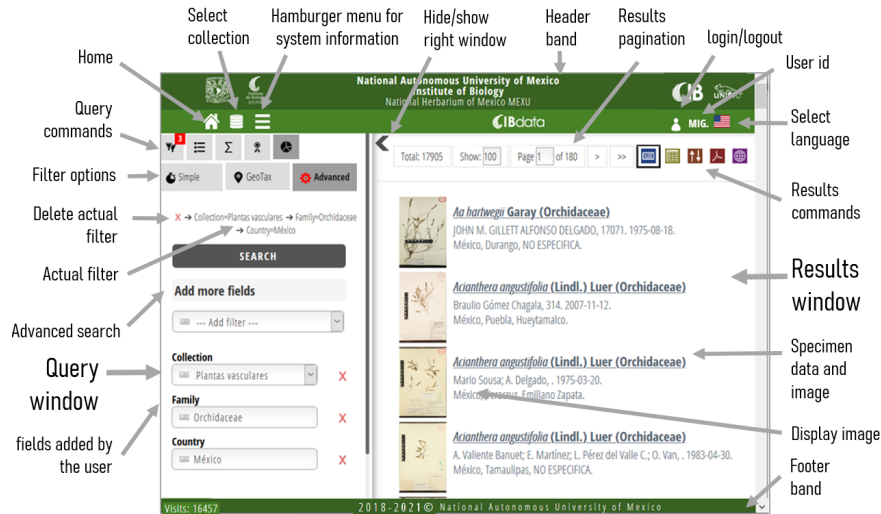 Select
collection
Hamburger menu for
system information
Hide/show
right window
Header
band
Results
pagination
login/logout
User id
Home
Query
commands
Filter options
Delete actual
filter
Actual filter
Advanced search
Query
window
fields added by
the user
Select
language
Results
commands
Results
window
Specimen
data and
image
Display image
Footer
band
National Autonomous University of Mexico
Institute of Biology
National Herbarium of Mexico MEXU
CIB
CIBdata
MIG.
3
Σ
Simple
GeoTax
Advanced
X → Collection=Plantas vasculares → Family=Orchidaceae
→ Country=México
SEARCH
Add more fields
--- Add filter ---
Collection
Plantas vasculares
X
Family
Orchidaceae
X
Country
México
X
Total: 17905
Show: 100
Page 1 of 180
>
>>
Aa hartwegii Garay (Orchidaceae)
JOHN M. GILLETT ALFONSO DELGADO, 17071. 1975-08-18.
México, Durango, NO ESPECIFICA.
Acianthera angustifolia (Lindl.) Luer (Orchidaceae)
Braulio Gómez Chagala, 314. 2007-11-12.
México, Puebla, Hueytamalco.
Acianthera angustifolia (Lindl.) Luer (Orchidaceae)
Mario Sousa; A. Delgado, . 1975-03-20.
México, Veracruz, Emiliano Zapata.
Acianthera angustifolia (Lindl.) Luer (Orchidaceae)
A. Valiente Banuet; E. Martínez; L. Pérez del Valle C.; O. Van, . 1983-04-30.
México, Tamaulipas, NO ESPECIFICA.
Visits: 16457
2018-2021© National Autonomous University of Mexico